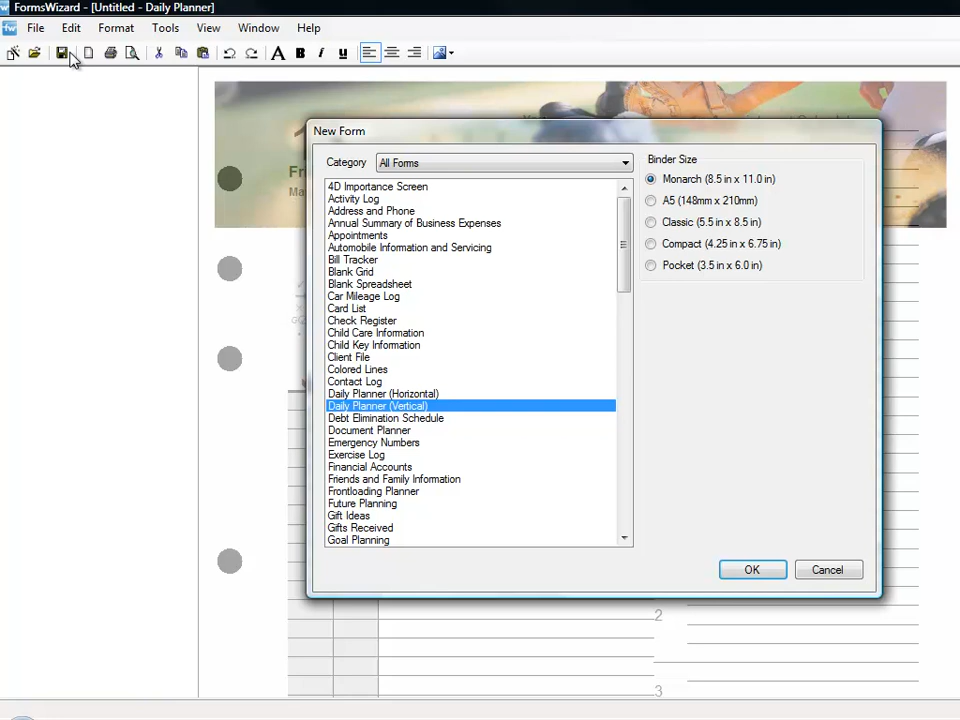 FormsWizard - [Untitled - Daily Planner]
fw File Edit Format Tools View Window Help
A B i U
New Form
Category All Forms
4D Importance Screen
Activity Log
Address and Phone
Annual Summary of Business Expenses
Appointments
Automobile Information and Servicing
Bill Tracker
Blank Grid
Blank Spreadsheet
Car Mileage Log
Card List
Check Register
Child Care Information
Child Key Information
Client File
Colored Lines
Contact Log
Daily Planner (Horizontal)
Daily Planner (Vertical)
Debt Elimination Schedule
Document Planner
Emergency Numbers
Exercise Log
Financial Accounts
Friends and Family Information
Frontloading Planner
Future Planning
Gift Ideas
Gifts Received
Goal Planning
Binder Size
Monarch (8.5 in x 11.0 in)
A5 (148mm x 210mm)
Classic (5.5 in x 8.5 in)
Compact (4.25 in x 6.75 in)
Pocket (3.5 in x 6.0 in)
OK Cancel
2
3